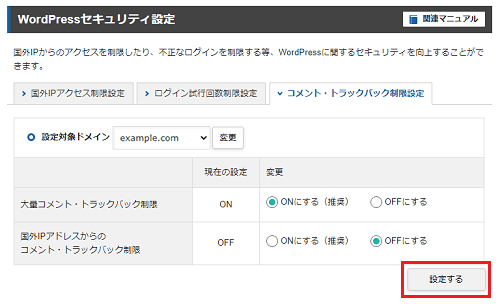 WordPressセキュリティ設定
関連マニュアル
国外IPからのアクセスを制限したり、不正なログインを制限する等、WordPressに関するセキュリティを向上することがで
きます。
国外IPアクセス制限設定
ログイン試行回数制限設定
コメント・トラックバック制限設定
設定対象ドメイン example.com 変更
現在の設定 変更
大量コメント・トラックバック制限 ON ONにする（推奨） OFFにする
国外IPアドレスからの
コメント・トラックバック制限 OFF ONにする（推奨） OFFにする
設定する